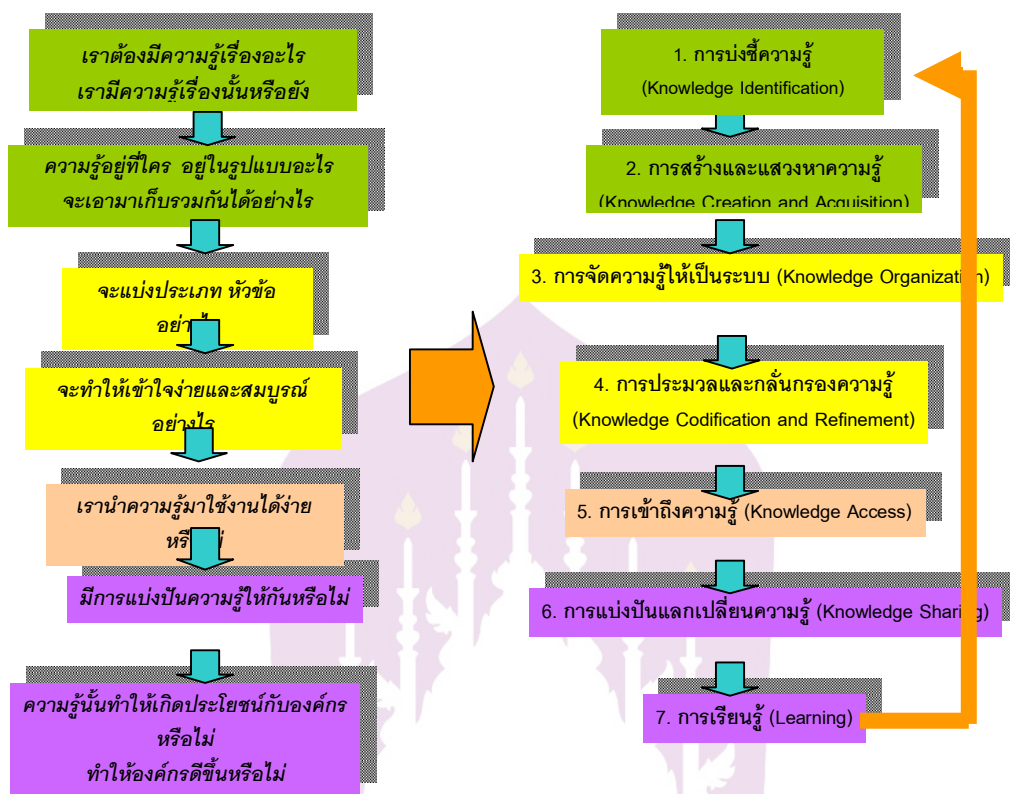 เราต้องมีความรู้เรื่องอะไร
เรามีความรู้เรื่องนั้นหรือยัง
ความรู้อยู่ที่ใคร อยู่ในรูปแบบอะไร
จะเอามาเก็บรวมกันได้อย่างไร
จะแบ่งประเภท หัวข้อ
จะทำให้เข้าใจง่ายและสมบูรณ์
อย่างไร
เรานำความรู้มาใช้งานได้ง่าย
มีการแบ่งปันความรู้ให้กันหรือไม่
ความรู้นั้นทำให้เกิดประโยชน์กับองค์กร
หรือไม่
ทำให้องค์กรดีขึ้นหรือไม่
1. การบ่งชี้ความรู้
(Knowledge Identification)
2. การสร้างและแสวงหาความรู้
(Knowledge Creation and Acquisition)
3. การจัดความรู้ให้เป็นระบบ (Knowledge Organization)
4. การประมวลและกลั่นกรองความรู้
(Knowledge Codification and Refinement)
5. การเข้าถึงความรู้ (Knowledge Access)
6. การแบ่งปันแลกเปลี่ยนความรู้ (Knowledge Sharing)
7. การเรียนรู้ (Learning)